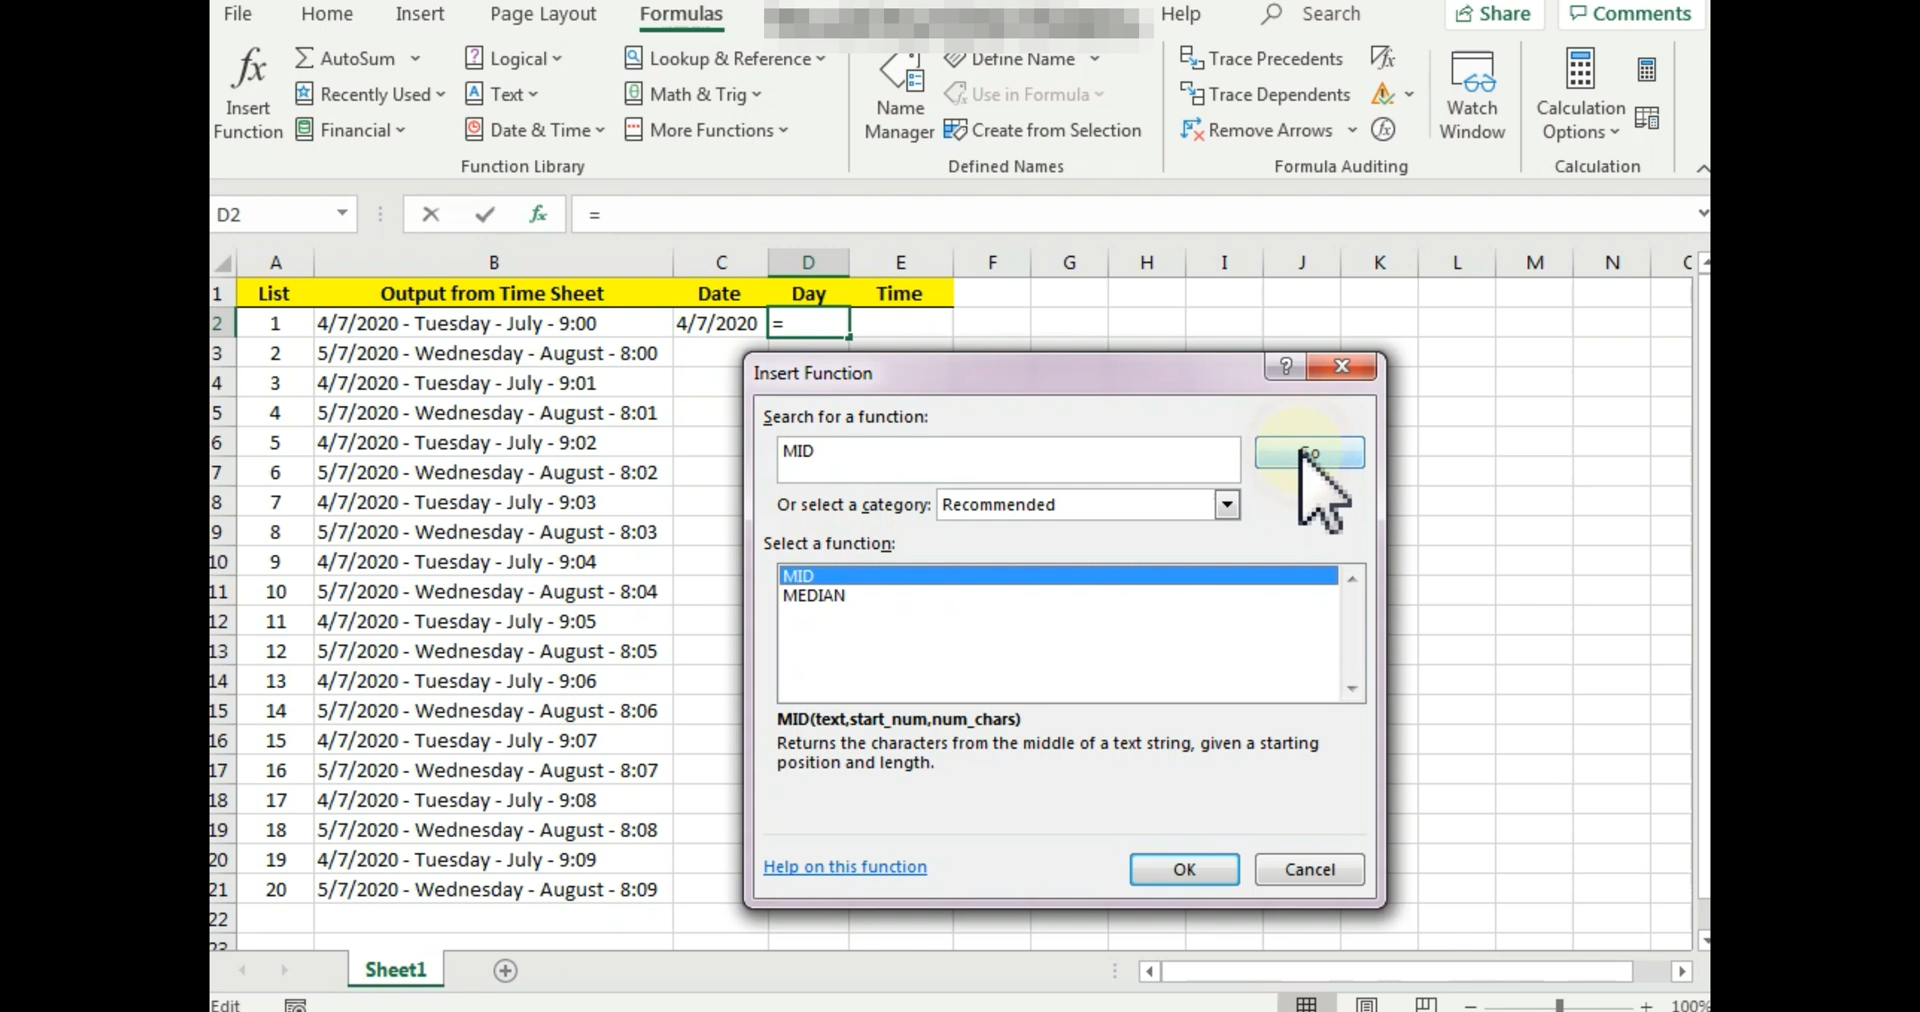 File Home Insert Page Layout Formulas Help Search Share Comments
fx Σ AutoSum Logical Lookup & Reference Define Name Trace Precedents
Insert Function Recently Used Text Math & Trig Name Manager Use in Formula Trace Dependents Watch Window Calculation Options
Financial Date & Time More Functions Create from Selection Remove Arrows
Function Library Defined Names Formula Auditing Calculation
D2 fx =
A B C D E F G H I J K L M N
1 List Output from Time Sheet Date Day Time
2 1 4/7/2020 - Tuesday - July - 9:00 4/7/2020 =
3 2 5/7/2020 - Wednesday - August - 8:00
4 3 4/7/2020 - Tuesday - July - 9:01
5 4 5/7/2020 - Wednesday - August - 8:01
6 5 4/7/2020 - Tuesday - July - 9:02
7 6 5/7/2020 - Wednesday - August - 8:02
8 7 4/7/2020 - Tuesday - July - 9:03
9 8 5/7/2020 - Wednesday - August - 8:03
10 9 4/7/2020 - Tuesday - July - 9:04
11 10 5/7/2020 - Wednesday - August - 8:04
12 11 4/7/2020 - Tuesday - July - 9:05
13 12 5/7/2020 - Wednesday - August - 8:05
14 13 4/7/2020 - Tuesday - July - 9:06
15 14 5/7/2020 - Wednesday - August - 8:06
16 15 4/7/2020 - Tuesday - July - 9:07
17 16 5/7/2020 - Wednesday - August - 8:07
18 17 4/7/2020 - Tuesday - July - 9:08
19 18 5/7/2020 - Wednesday - August - 8:08
20 19 4/7/2020 - Tuesday - July - 9:09
21 20 5/7/2020 - Wednesday - August - 8:09
22
23
Insert Function ?
Search for a function:
MID
Or select a category: Recommended
Select a function:
MID
MEDIAN
MID(text,start_num,num_chars)
Returns the characters from the middle of a text string, given a starting
position and length.
Help on this function OK Cancel
Sheet1
Edit 100%